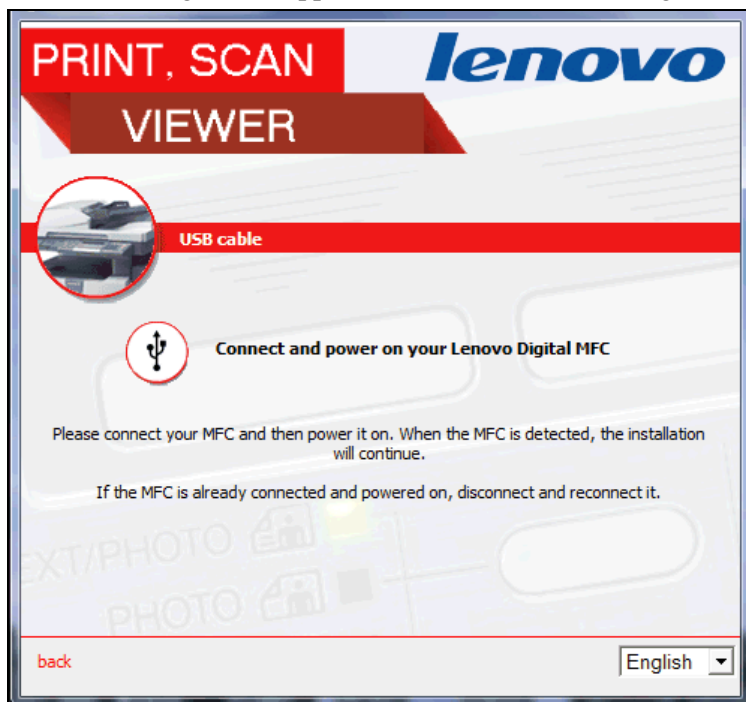 PRINT, SCAN
lenovo
VIEWER
USB cable
Connect and power on your Lenovo Digital MFC
Please connect your MFC and then power it on. When the MFC is detected, the installation
will continue.
If the MFC is already connected and powered on, disconnect and reconnect it.
EXT/PHOTO
PHOTO
back
English